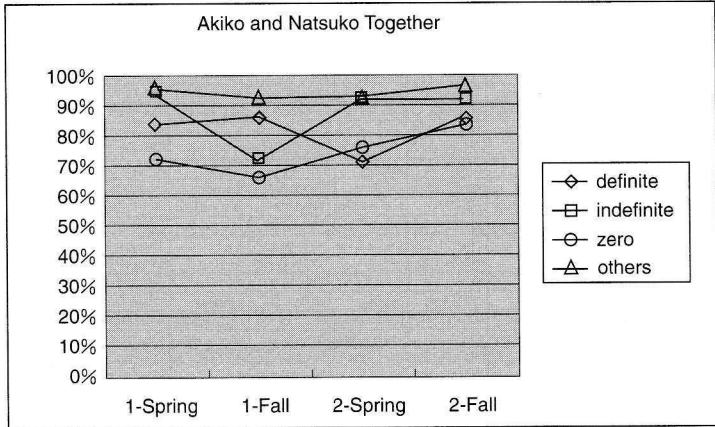 Akiko and Natsuko Together
100%
90%
80%
70%
60%
50%
40%
30%
20%
10%
0%
1-Spring 1-Fall 2-Spring 2-Fall
definite
indefinite
zero
others